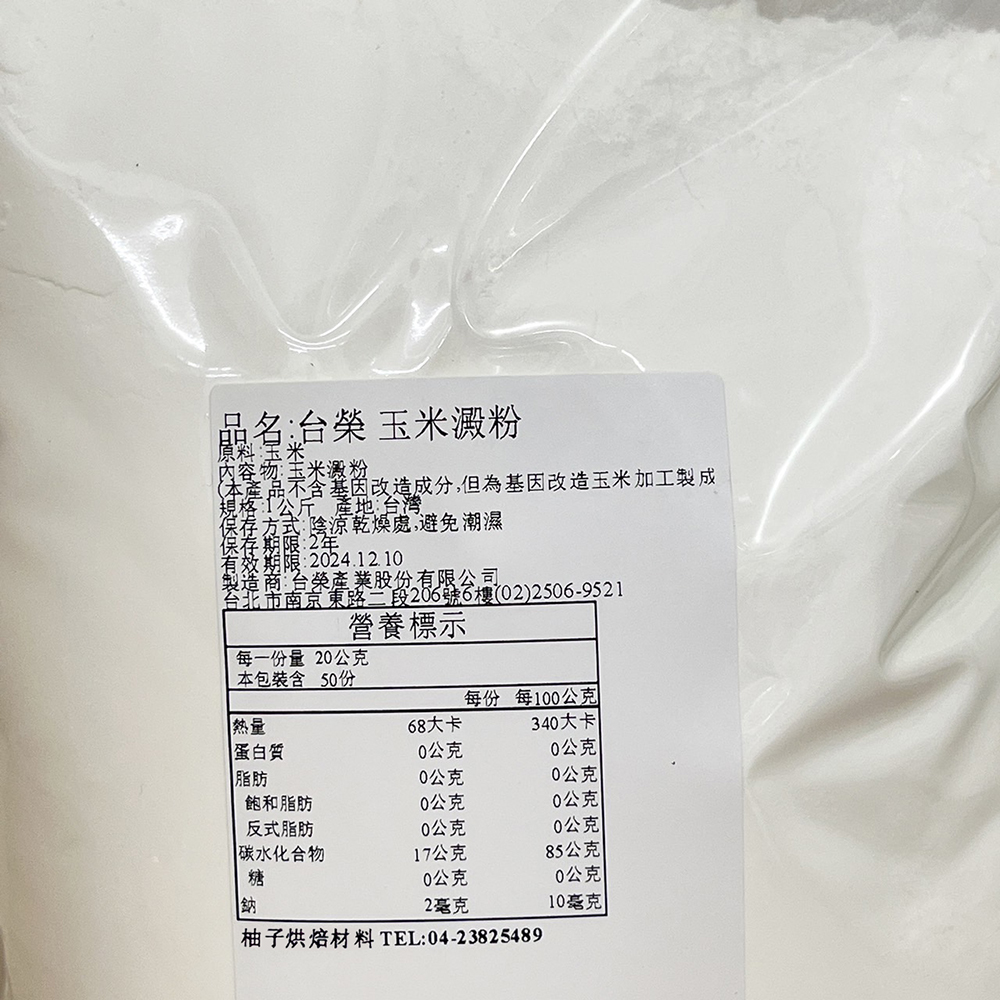 品名:台榮 玉米澱粉
原料:玉米
內容物:玉米澱粉
(本產品不含基因改造成分,但為基因改造玉米加工製成
規格:1公斤 產地:台灣
保存方式:陰涼乾燥處,避免潮濕
保存期限:2年
有效期限:2024.12.10
製造商:台榮產業股份有限公司
台北市南京東路二段206號6樓(02)2506-9521
營養標示
每一份量 20公克
本包裝含 50份
每份 每100公克
熱量 68大卡 340大卡
蛋白質 0公克 0公克
脂肪 0公克 0公克
飽和脂肪 0公克 0公克
反式脂肪 0公克 0公克
碳水化合物 17公克 85公克
糖 0公克 0公克
鈉 2毫克 10毫克
柚子烘焙材料 TEL:04-23825489